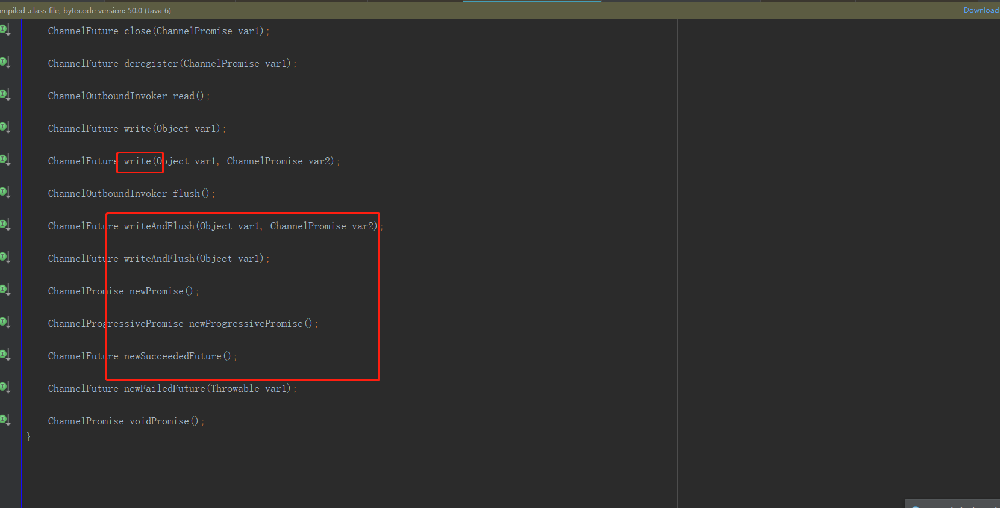 ompiled .class file, bytecode version: 50.0 (Java 6)
Download
ChannelFuture close(ChannelPromise var1);
ChannelFuture deregister(ChannelPromise var1);
ChannelOutboundInvoker read();
ChannelFuture write(Object var1);
ChannelFuture write(Object var1, ChannelPromise var2);
ChannelOutboundInvoker flush();
ChannelFuture writeAndFlush(Object var1, ChannelPromise var2);
ChannelFuture writeAndFlush(Object var1);
ChannelPromise newPromise();
ChannelProgressivePromise newProgressivePromise();
ChannelFuture newSucceededFuture();
ChannelFuture newFailedFuture(Throwable var1);
ChannelPromise voidPromise();
}